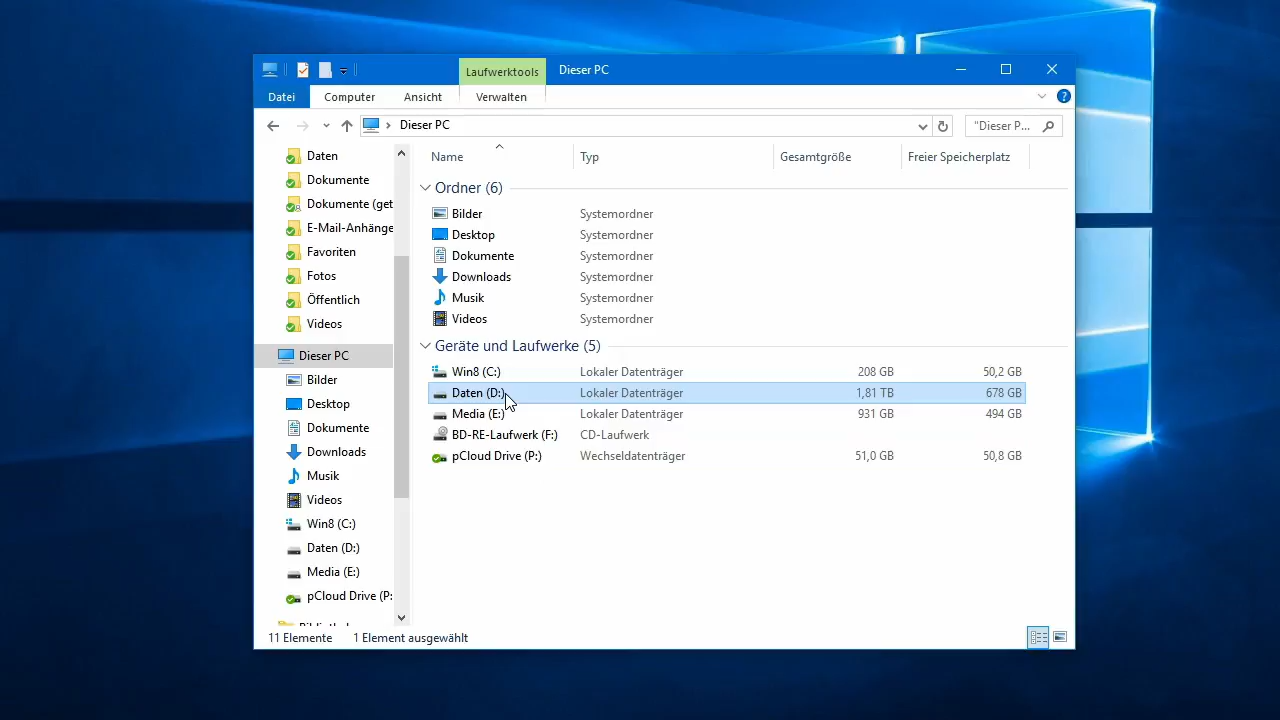 Laufwerktools
Dieser PC
Datei
Computer
Ansicht
Verwalten
Dieser PC
"Dieser P...
Daten
Dokumente
Dokumente (get
E-Mail-Anhänge
Favoriten
Fotos
Öffentlich
Videos
Dieser PC
Bilder
Desktop
Dokumente
Downloads
Musik
Videos
Win8 (C:)
Daten (D:)
Media (E:)
pCloud Drive (P:
Name Typ Gesamtgröße Freier Speicherplatz
Ordner (6)
Bilder Systemordner
Desktop Systemordner
Dokumente Systemordner
Downloads Systemordner
Musik Systemordner
Videos Systemordner
Geräte und Laufwerke (5)
Win8 (C:) Lokaler Datenträger 208 GB 50,2 GB
Daten (D:) Lokaler Datenträger 1,81 TB 678 GB
Media (E:) Lokaler Datenträger 931 GB 494 GB
BD-RE-Laufwerk (F:) CD-Laufwerk
pCloud Drive (P:) Wechseldatenträger 51,0 GB 50,8 GB
11 Elemente 1 Element ausgewählt